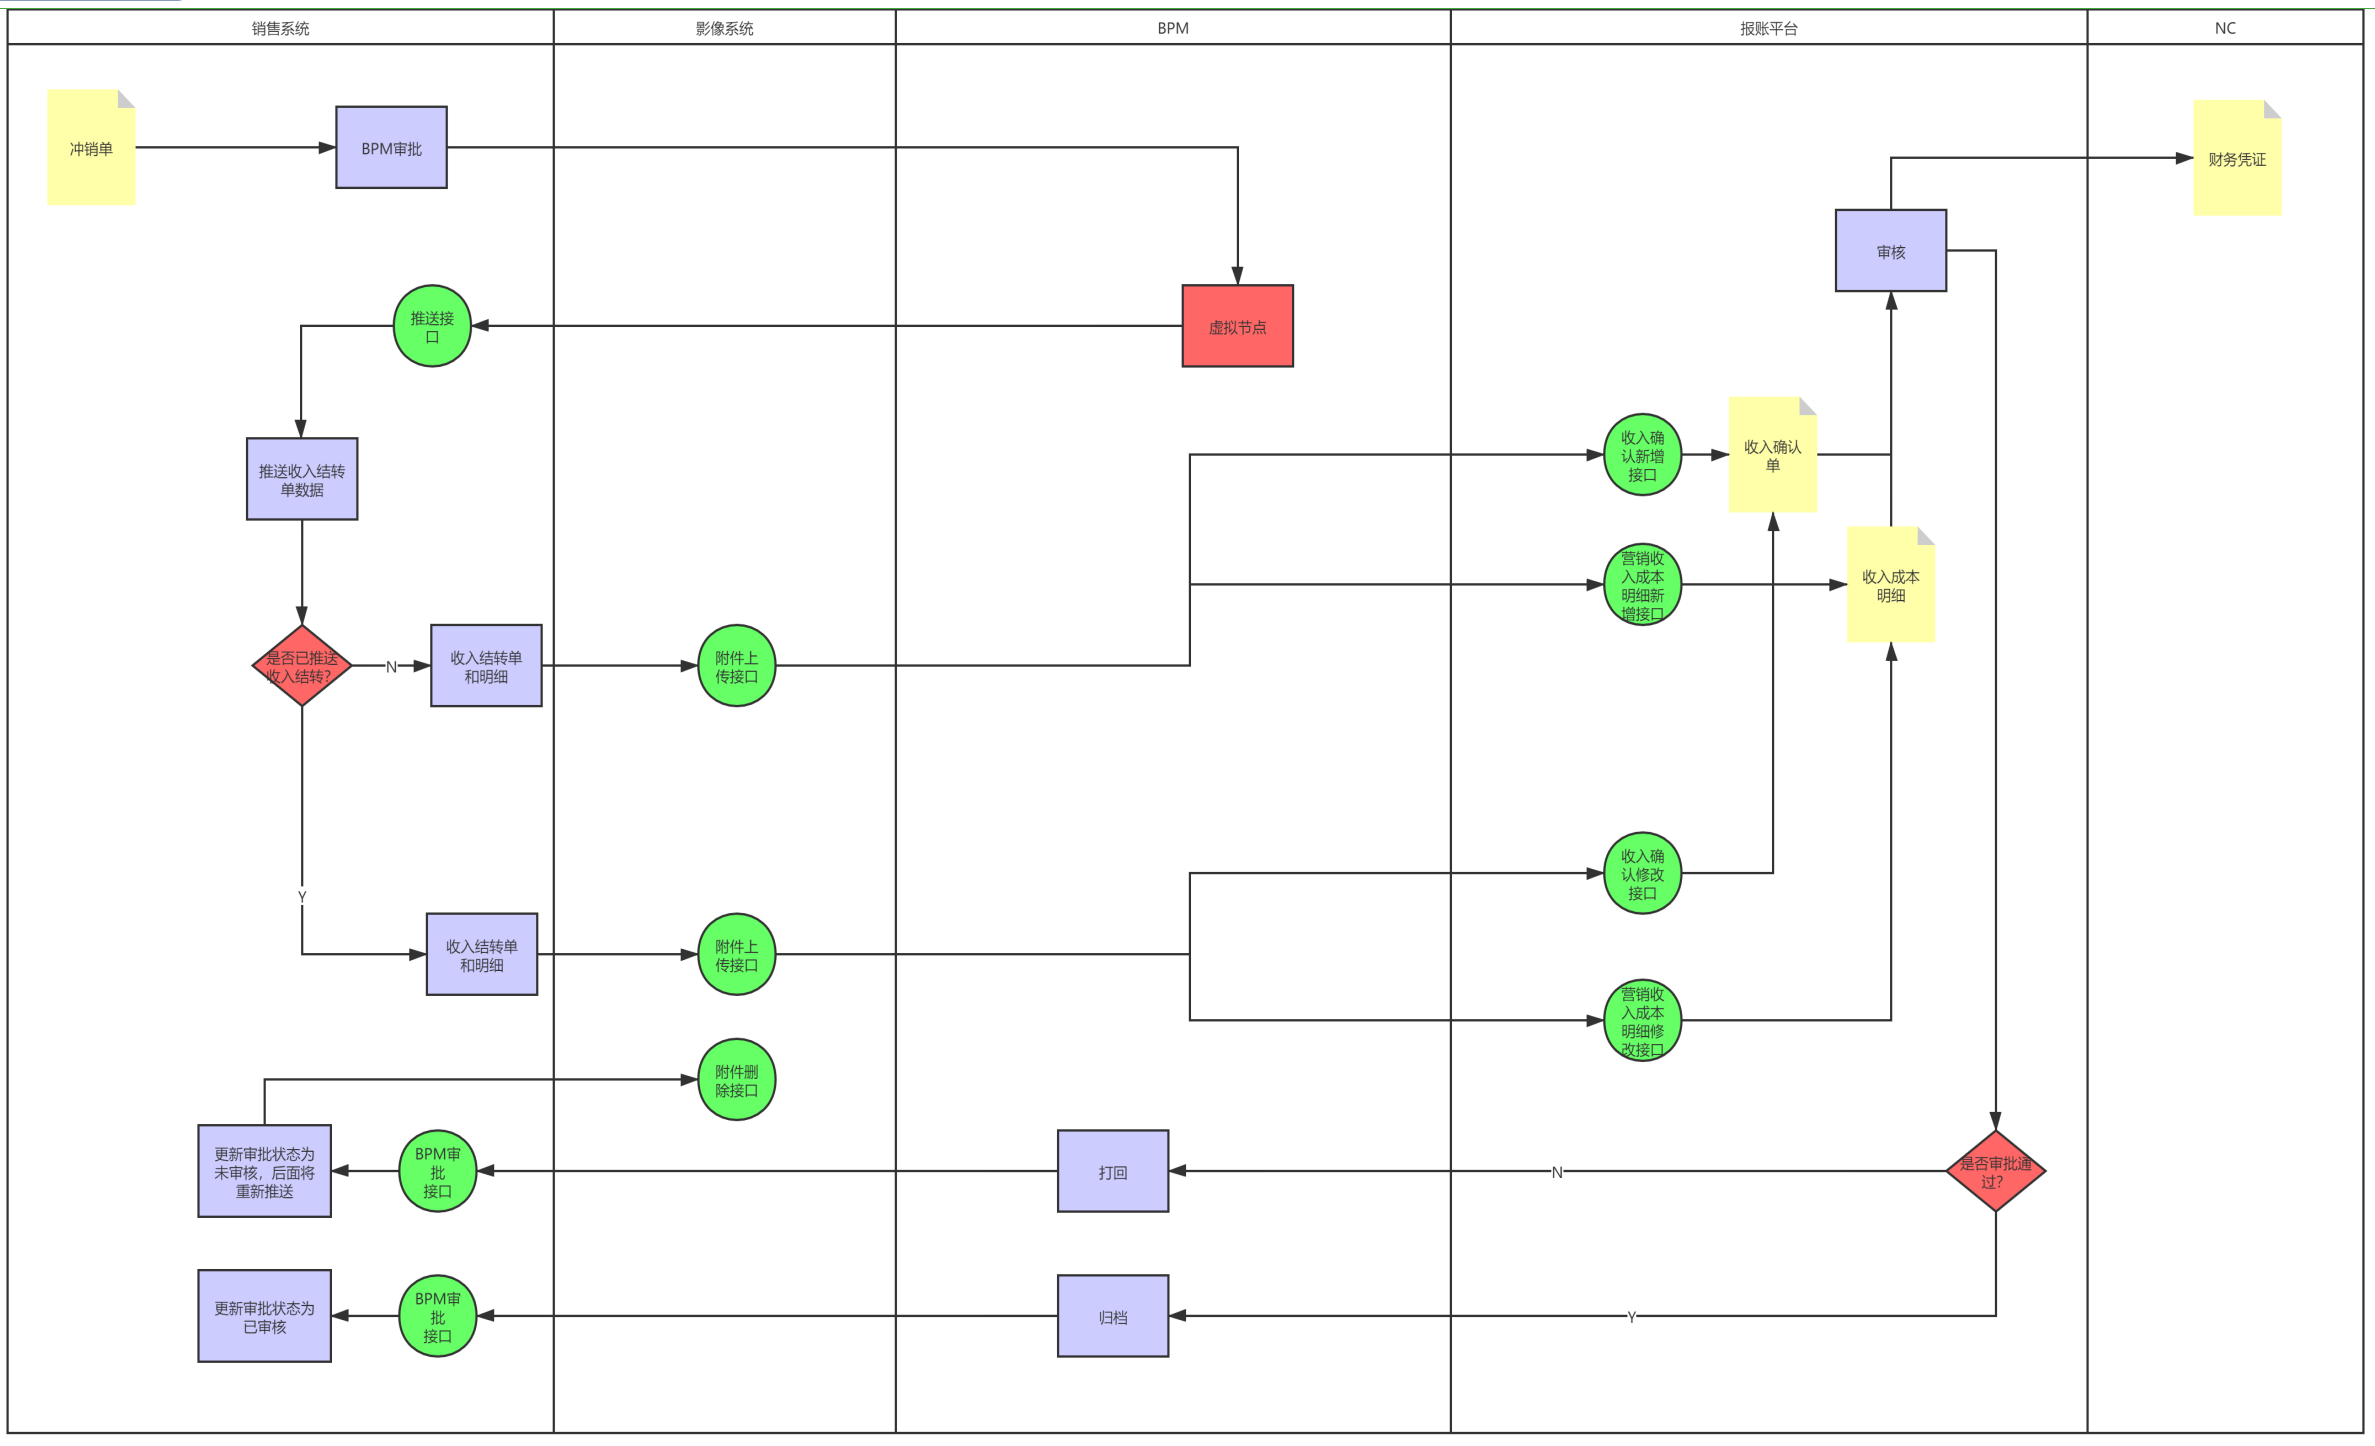 销售系统
影像系统
BPM
报账平台
NC
冲销单
BPM审批
财务凭证
审核
推送接
口
虚拟节点
推送收入结转
单数据
收入确
认新增
接口
收入确认
单
营销收
入成本
明细新
增接口
收入成本
明细
是否已推送
收入结转？
N
收入结转单
和明细
附件上
传接口
Y
收入确
认修改
接口
收入结转单
和明细
附件上
传接口
营销收
入成本
明细修
改接口
附件删
除接口
更新审批状态为
未审核，后面将
重新推送
BPM审
批
接口
打回
N
是否审批通
过？
更新审批状态为
已审核
BPM审
批
接口
归档
Y